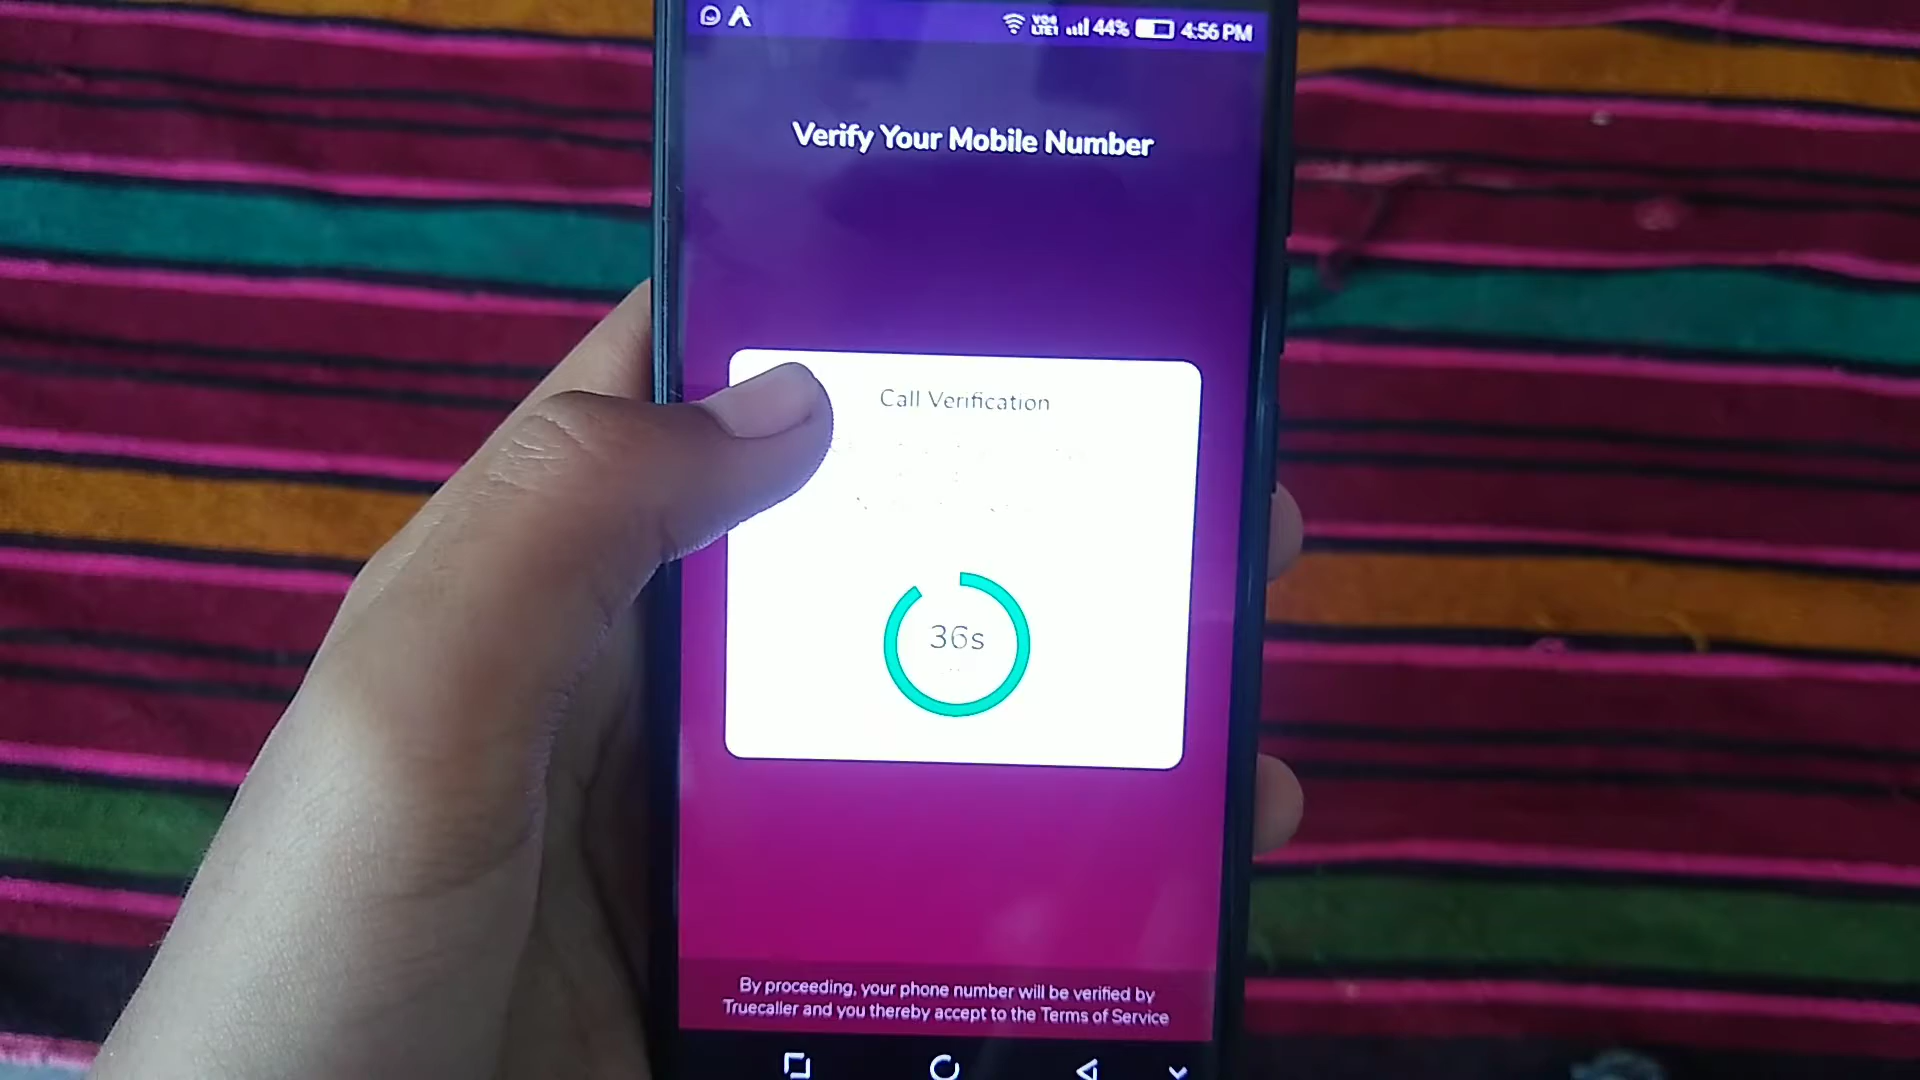 44% 4:56 PM
Verify Your Mobile Number
Call Verification
36s
By proceeding, your phone number will be verified by
Truecaller and you thereby accept to the Terms of Service